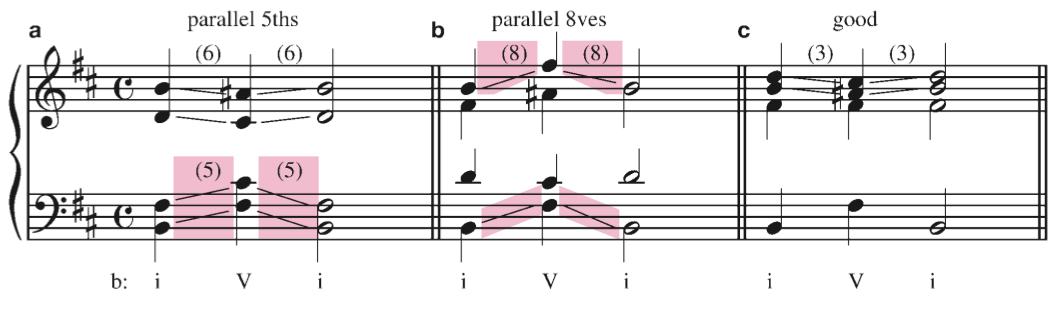 parallel 5ths parallel 8ves good
a b c
(6) (6) (8) (8) (3) (3)
(5) (5)
b: i V i i V i i V i